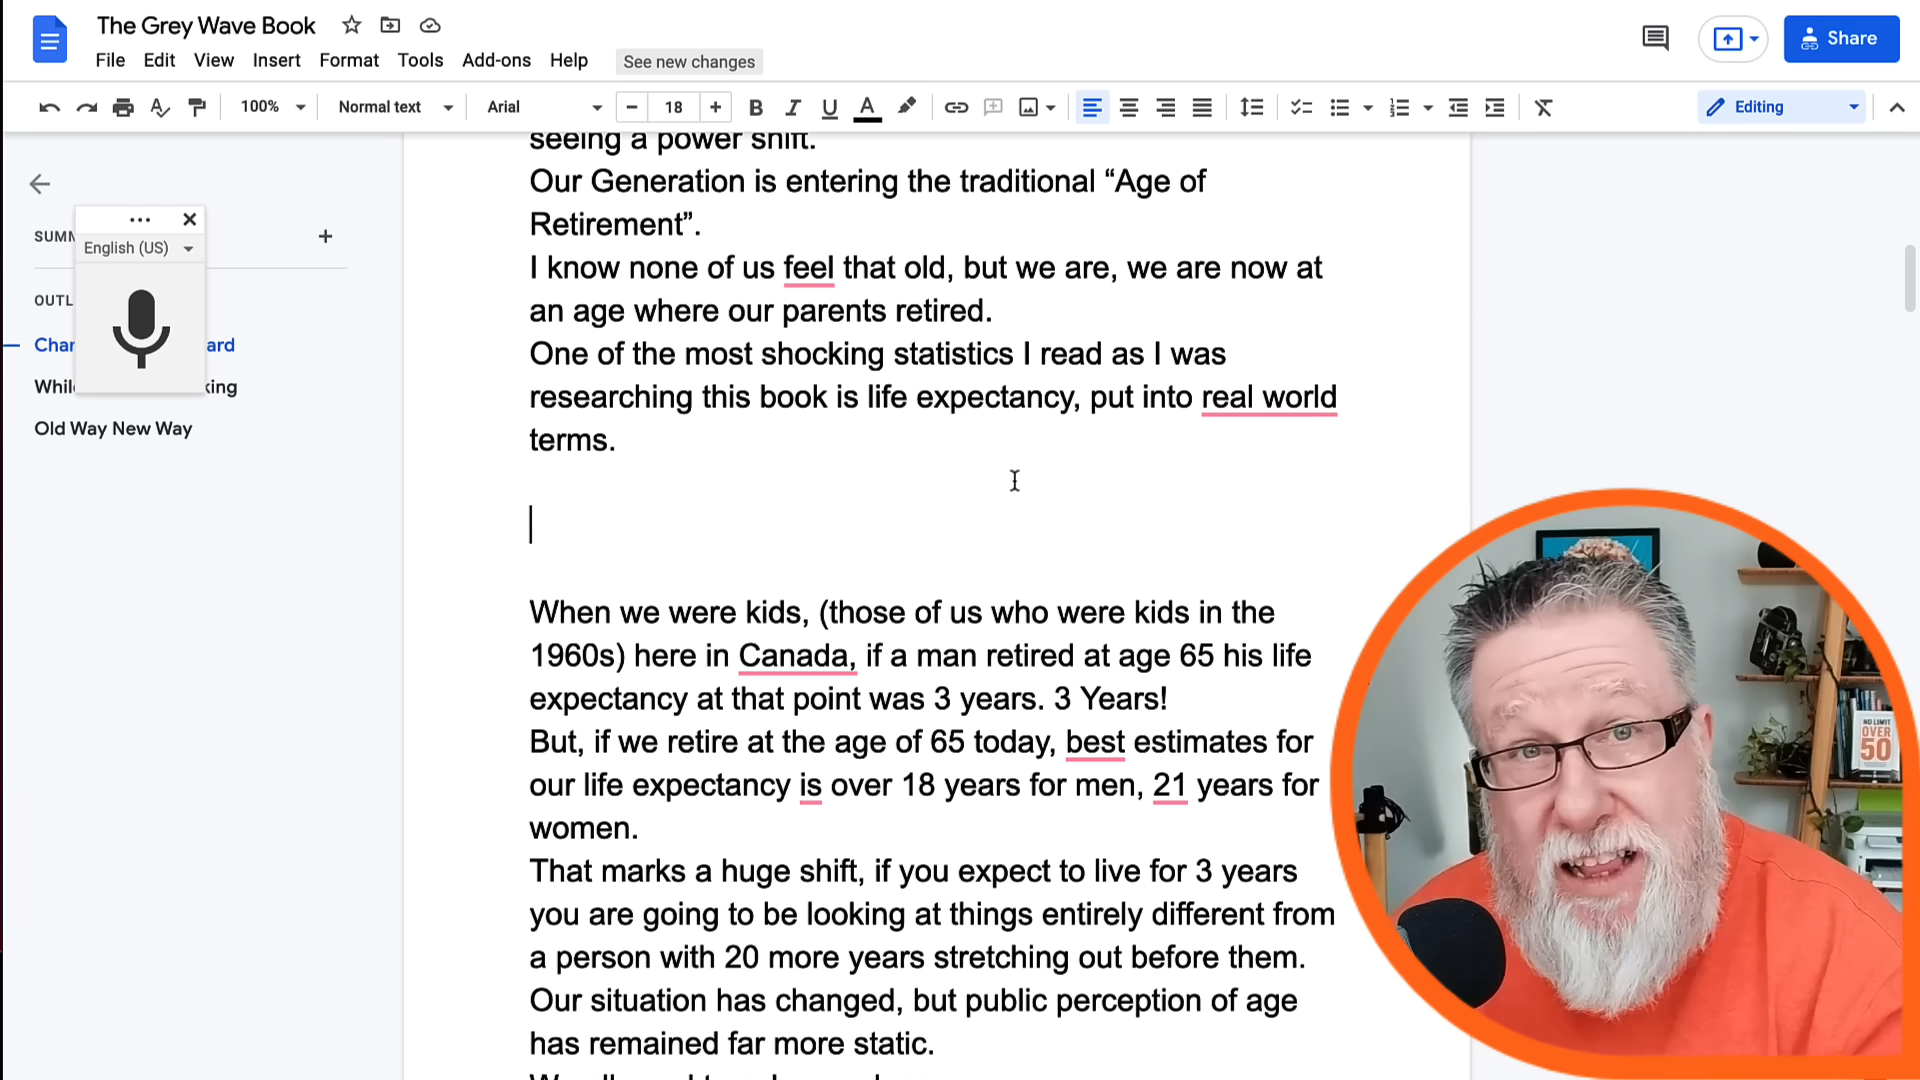 The Grey Wave Book
File Edit View Insert Format Tools Add-ons Help See new changes
Share
100% Normal text Arial 18 B I U A Editing
English (US)
SUMM
OUTL
Char ard
Whil king
Old Way New Way
seeing a power shift.
Our Generation is entering the traditional “Age of
Retirement”.
I know none of us feel that old, but we are, we are now at
an age where our parents retired.
One of the most shocking statistics I read as I was
researching this book is life expectancy, put into real world
terms.
When we were kids, (those of us who were kids in the
1960s) here in Canada, if a man retired at age 65 his life
expectancy at that point was 3 years. 3 Years!
But, if we retire at the age of 65 today, best estimates for
our life expectancy is over 18 years for men, 21 years for
women.
That marks a huge shift, if you expect to live for 3 years
you are going to be looking at things entirely different from
a person with 20 more years stretching out before them.
Our situation has changed, but public perception of age
has remained far more static.
NO LIMIT
OVER
50